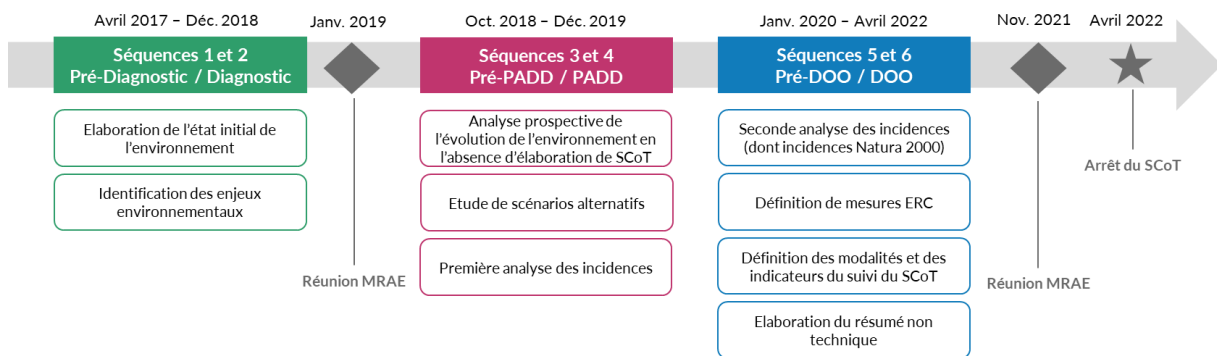 Avril 2017 – Déc. 2018
Janv. 2019
Oct. 2018 – Déc. 2019
Janv. 2020 – Avril 2022
Nov. 2021
Avril 2022
Séquences 1 et 2
Pré-Diagnostic / Diagnostic
Séquences 3 et 4
Pré-PADD / PADD
Séquences 5 et 6
Pré-DOO / DOO
Elaboration de l'état initial de
l'environnement
Identification des enjeux
environnementaux
Réunion MRAE
Analyse prospective de
l'évolution de l'environnement en
l'absence d'élaboration de SCoT
Etude de scénarios alternatifs
Première analyse des incidences
Seconde analyse des incidences
(dont incidences Natura 2000)
Définition de mesures ERC
Définition des modalités et des
indicateurs du suivi du SCoT
Elaboration du résumé non
technique
Réunion MRAE
Arrêt du SCoT